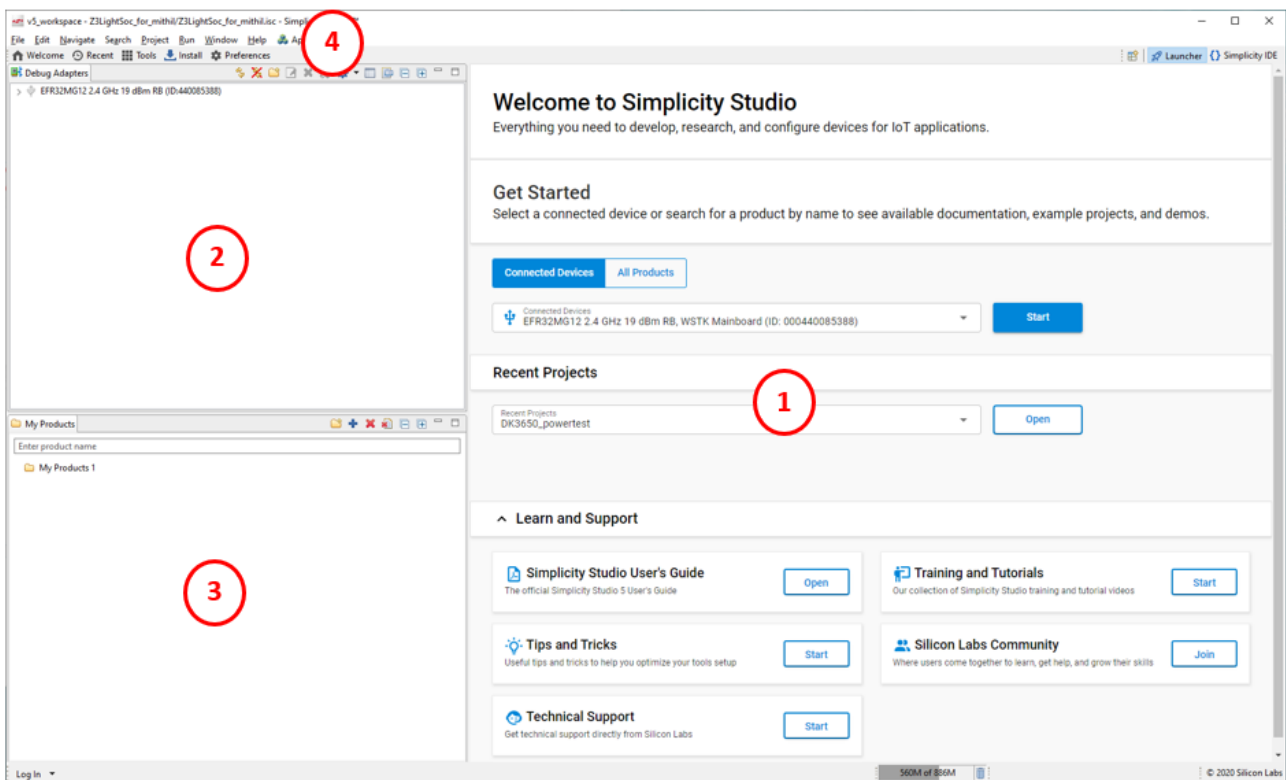 v5_workspace - Z3LightSoc_for_mithil/Z3LightSoc_for_mithil.isc -
File Edit Navigate Search Project Run Window Help
4
Welcome Recent Tools Install Preferences
Launcher Simplicity IDE
Debug Adapters
EFR32MG12 2.4 GHz 19 dBm RB (ID:440085388)
2
My Products
Enter product name
My Products 1
3
Welcome to Simplicity Studio
Everything you need to develop, research, and configure devices for IoT applications.
Get Started
Select a connected device or search for a product by name to see available documentation, example projects, and demos.
Connected Devices All Products
Connected Devices
EFR32MG12 2.4 GHz 19 dBm RB, WSTK Mainboard (ID: 000440085388)
Start
Recent Projects
1
Recent Projects
DK3650_powertest
Open
Learn and Support
Simplicity Studio User's Guide
The official Simplicity Studio 5 User's Guide
Open
Training and Tutorials
Our collection of Simplicity Studio training and tutorial videos
Start
Tips and Tricks
Useful tips and tricks to help you optimize your tools setup
Start
Silicon Labs Community
Where users come together to learn, get help, and grow their skills
Join
Technical Support
Get technical support directly from Silicon Labs
Start
Log In
560M of 886M
© 2020 Silicon Labs